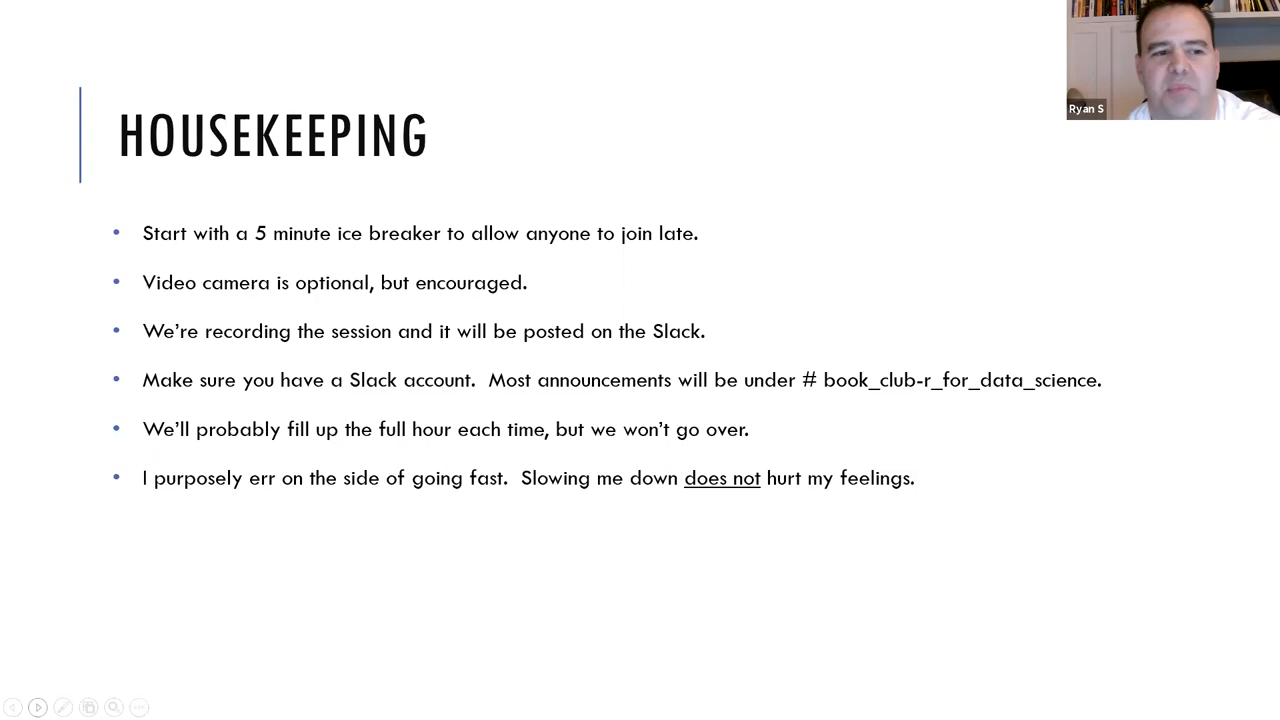 Ryan S
HOUSEKEEPING
• Start with a 5 minute ice breaker to allow anyone to join late.
• Video camera is optional, but encouraged.
• We’re recording the session and it will be posted on the Slack.
• Make sure you have a Slack account.  Most announcements will be under # book_club-r_for_data_science.
• We’ll probably fill up the full hour each time, but we won’t go over.
• I purposely err on the side of going fast.  Slowing me down does not hurt my feelings.